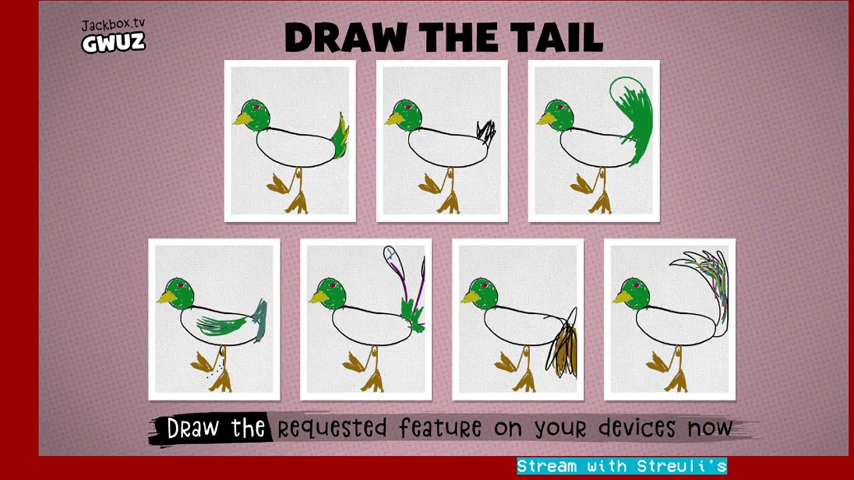 Jackbox.tv
GWUZ
DRAW THE TAIL
Draw the requested feature on your devices now
Stream with Streuli's